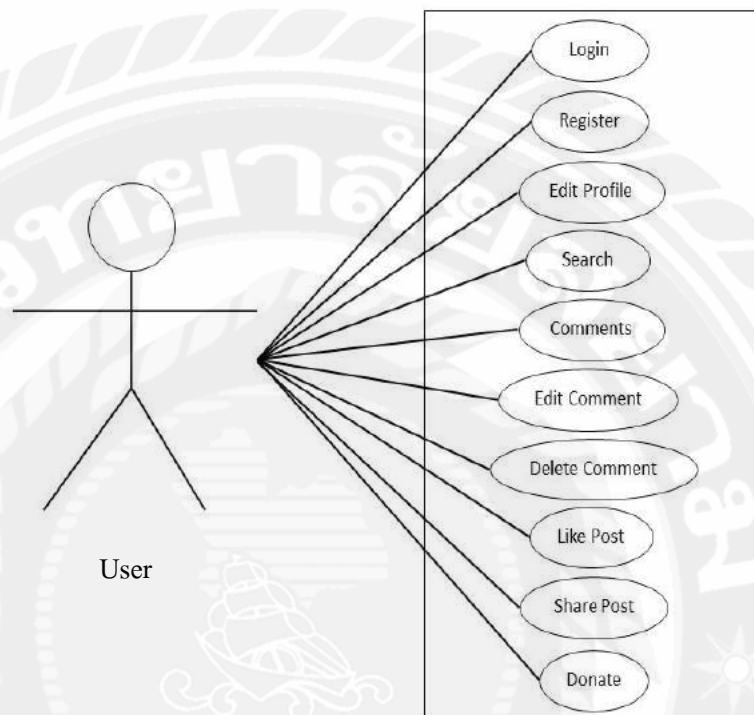 Login
Register
Edit Profile
Search
Comments
Edit Comment
Delete Comment
Like Post
Share Post
Donate
User